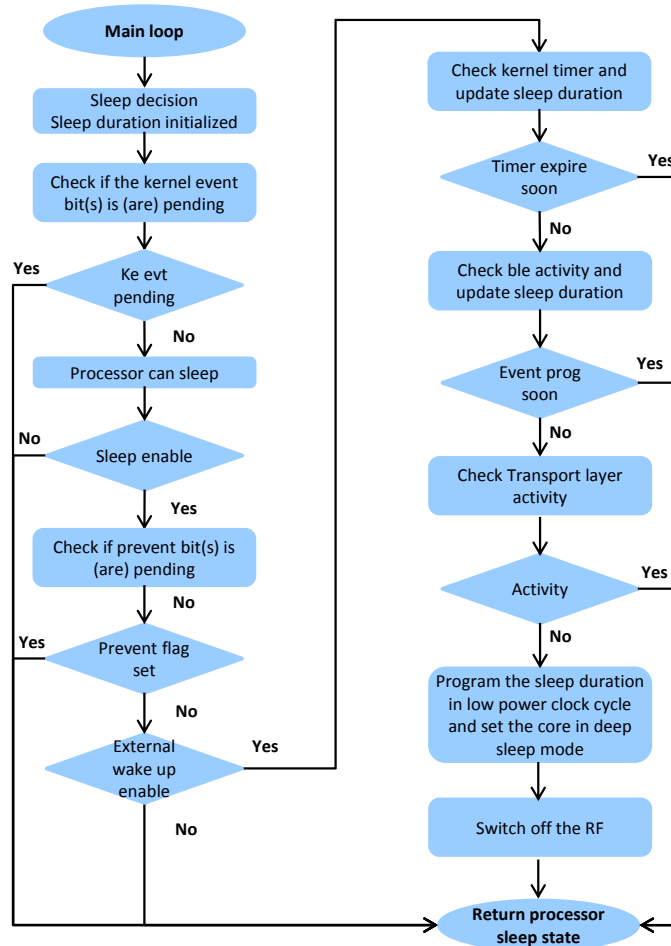 Main loop
Sleep decision
Sleep duration initialized
Check if the kernel event
bit(s) is (are) pending
Yes
Ke evt
pending
No
Processor can sleep
No
Sleep enable
Yes
Check if prevent bit(s) is
(are) pending
No
Yes
Prevent flag
set
No
External
wake up
enable
Yes
No
Check kernel timer and
update sleep duration
Yes
Timer expire
soon
No
Check ble activity and
update sleep duration
Yes
Event prog
soon
No
Check Transport layer
activity
Yes
Activity
No
Program the sleep duration
in low power clock cycle
and set the core in deep
sleep mode
Switch off the RF
Return processor
sleep state